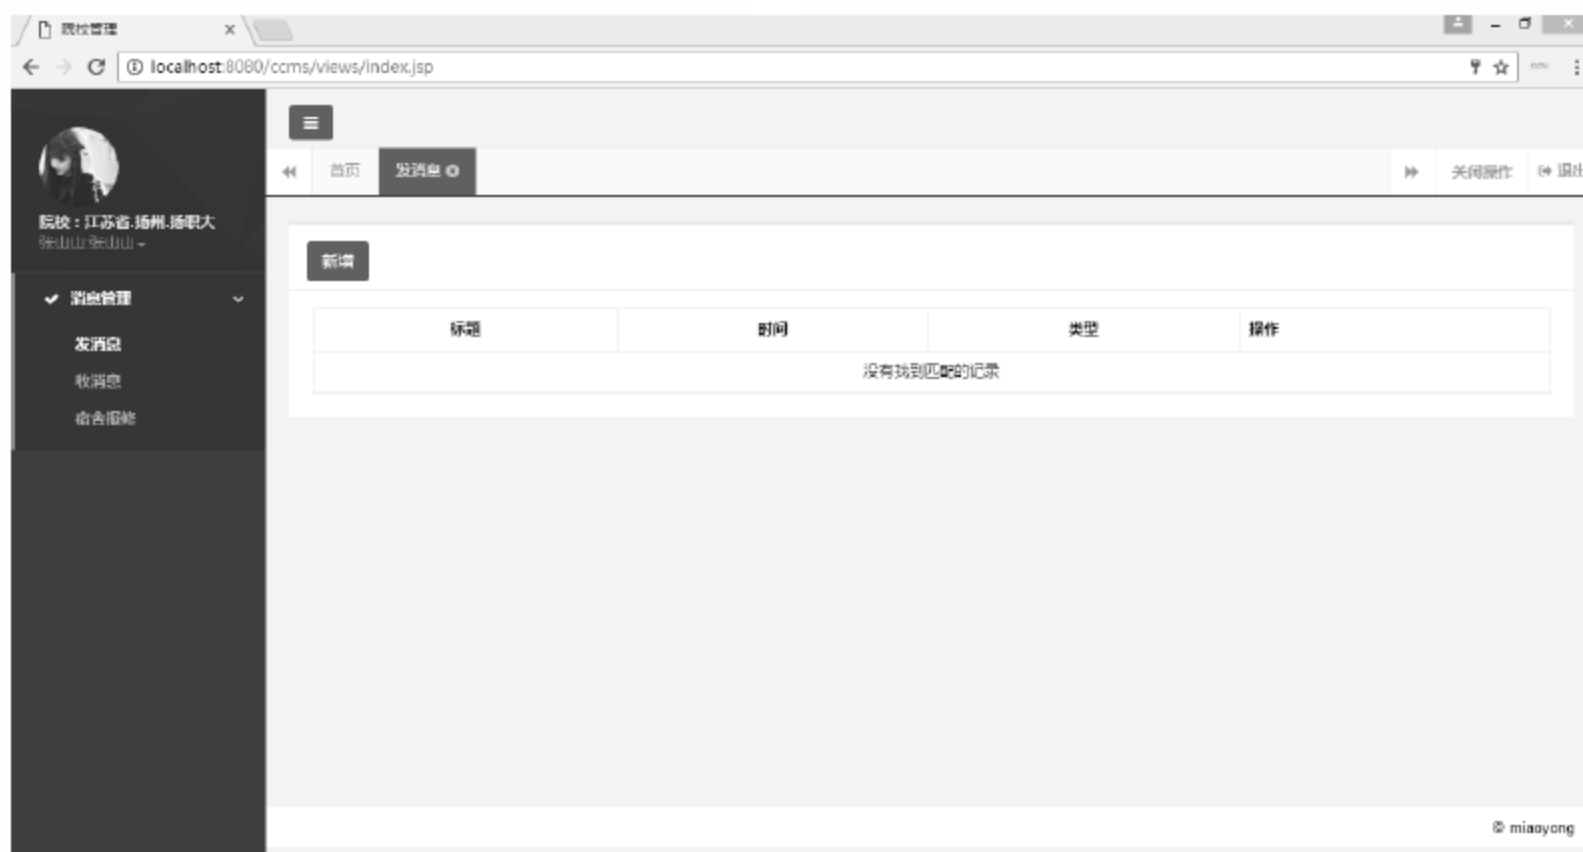 院校管理
localhost:8080/ccms/views/index.jsp
首页
发消息
关闭操作
退出
院校：江苏省.扬州.扬职大
张山山 张山山
新增
消息管理
标题
时间
类型
操作
发消息
没有找到匹配的记录
收消息
宿舍报修
© miaoyong